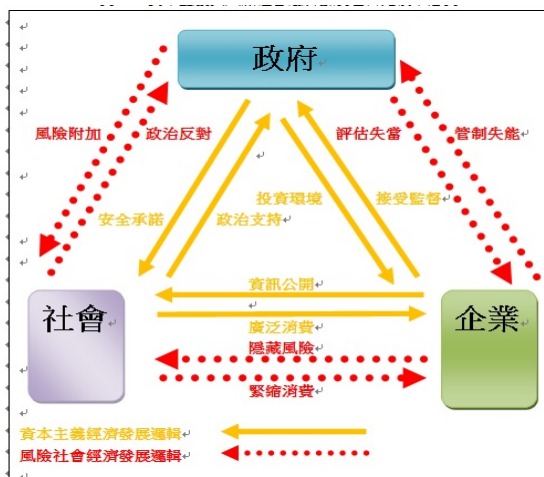 政府
風險附加 政治反對 評估失當 管制失能
安全承諾 政治支持 投資環境 接受監督
資訊公開
社會 企業
廣泛消費
隱藏風險
緊縮消費
資本主義經濟發展邏輯
風險社會經濟發展邏輯